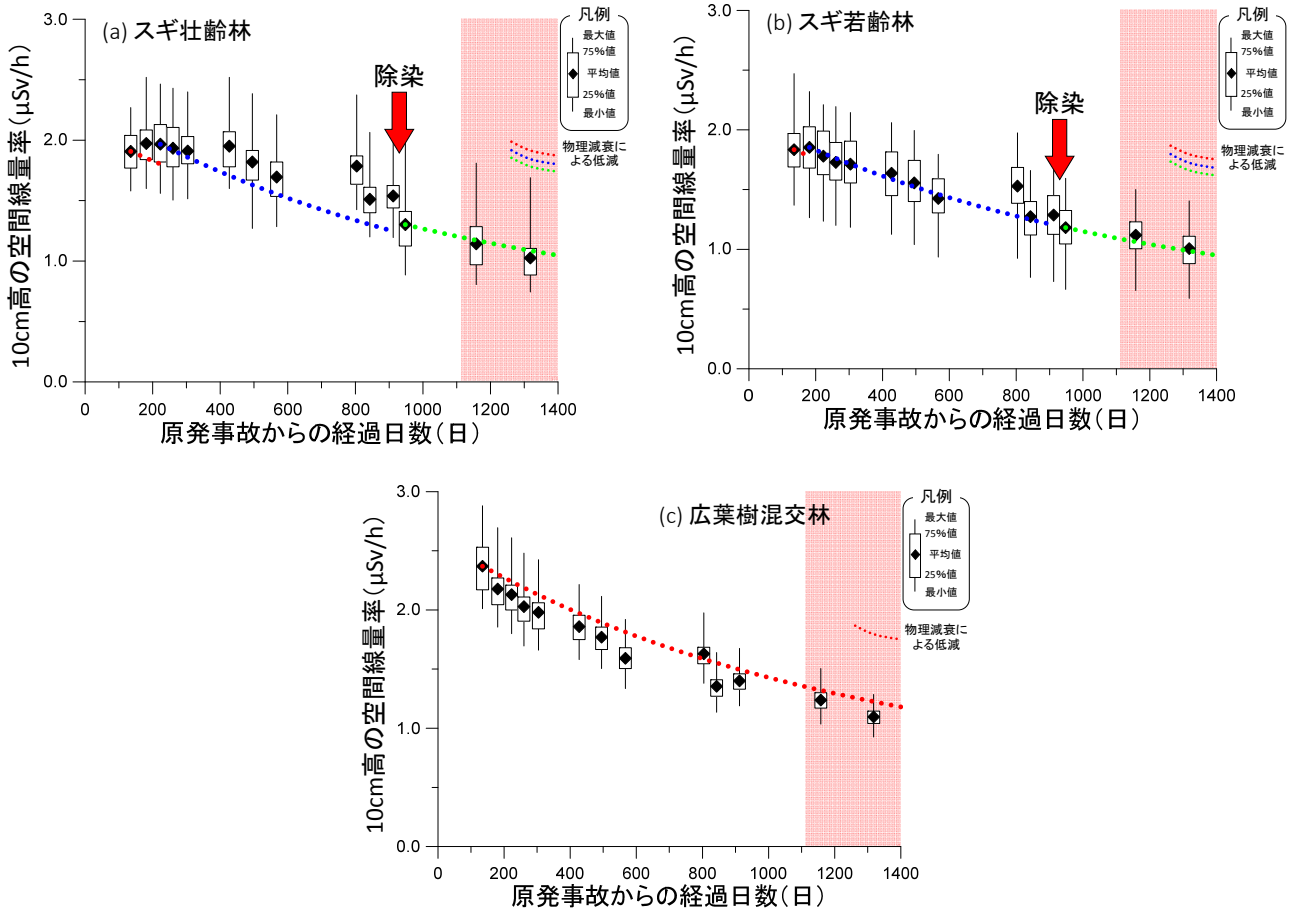 (a) スギ壮齢林
10cm高の空間線量率(μSv/h)
3.0
2.0
1.0
0.0
0
200
400
600
800
1000
1200
1400
原発事故からの経過日数(日)
除染
凡例
最大値
75%値
平均値
25%値
最小値
物理減衰に
よる低減
(b) スギ若齢林
10cm高の空間線量率(μSv/h)
3.0
2.0
1.0
0.0
0
200
400
600
800
1000
1200
1400
原発事故からの経過日数(日)
除染
凡例
最大値
75%値
平均値
25%値
最小値
物理減衰に
よる低減
(c) 広葉樹混交林
10cm高の空間線量率(μSv/h)
3.0
2.0
1.0
0.0
0
200
400
600
800
1000
1200
1400
原発事故からの経過日数(日)
凡例
最大値
75%値
平均値
25%値
最小値
物理減衰に
よる低減